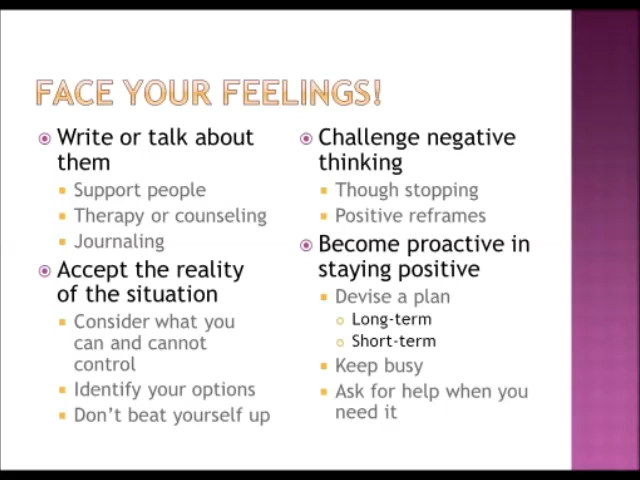 FACE YOUR FEELINGS!
Write or talk about
them
Support people
Therapy or counseling
Journaling
Accept the reality
of the situation
Consider what you
can and cannot
control
Identify your options
Don't beat yourself up
Challenge negative
thinking
Though stopping
Positive reframes
Become proactive in
staying positive
Devise a plan
Long-term
Short-term
Keep busy
Ask for help when you
need it